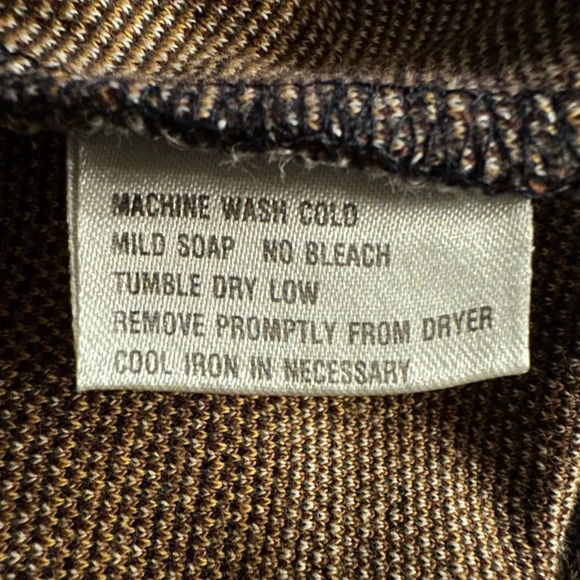 MACHINE WASH COLD
MILD SOAP NO BLEACH
TUMBLE DRY LOW
REMOVE PROMPTLY FROM DRYER
COOL IRON IN NECESSARY